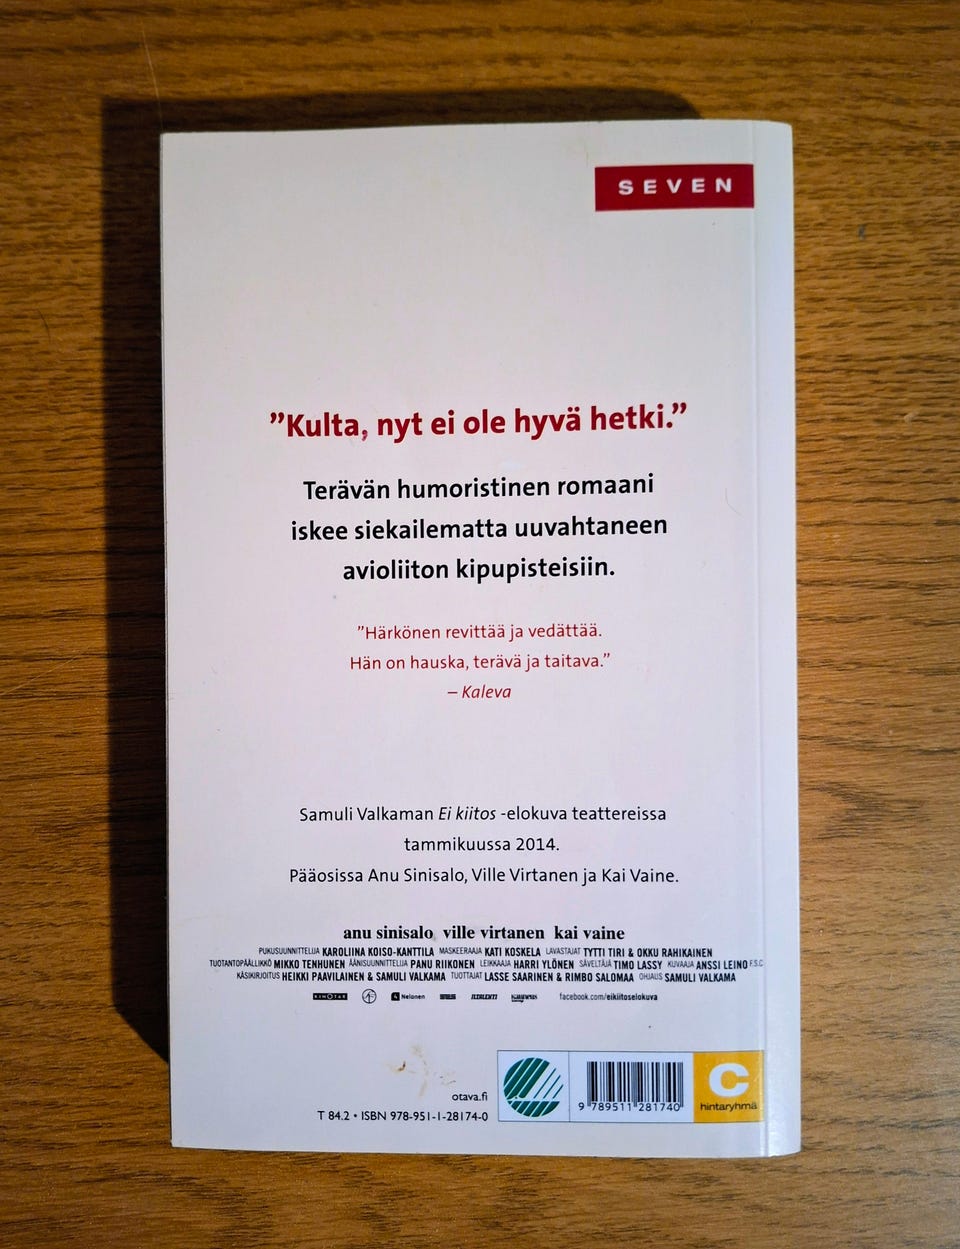 SEVEN
”Kulta, nyt ei ole hyvä hetki.”
Terävän humoristinen romaani
iskee siekailematta uuvahtaneen
avioliiton kipupisteisiin.
”Härkönen revittää ja vedättää.
Hän on hauska, terävä ja taitava.”
– Kaleva
Samuli Valkaman Ei kiitos -elokuva teattereissa
tammikuussa 2014.
Pääosissa Anu Sinisalo, Ville Virtanen ja Kai Vaine.
anu sinisalo ville virtanen kai vaine
PUKUSUUNNITTELIJA KAROLIINA KOISO-KANTTILA MASKEERAAJA KATI KOSKELA LAVASTAJAT TYTTI TIRI & OKKU RAHIKAINEN
TUOTANTOPÄÄLLIKKÖ MIKKO TENHUNEN ÄÄNISUUNNITTELIJA PANU RIIKONEN LEIKKAAJA HARRI YLÖNEN SÄVELTÄJÄ TIMO LASSY KUVAAJA ANSSI LEINO F.S.C
KÄSIKIRJOITUS HEIKKI PAAVILAINEN & SAMULI VALKAMA TUOTTAJAT LASSE SAARINEN & RIMBO SALOMAA OHJAUS SAMULI VALKAMA
KINOTAR Nelonen facebook.com/eikiitoselokuva
otava.fi
T 84.2 • ISBN 978-951-1-28174-0
9 789511 281740
C
hintaryhmä